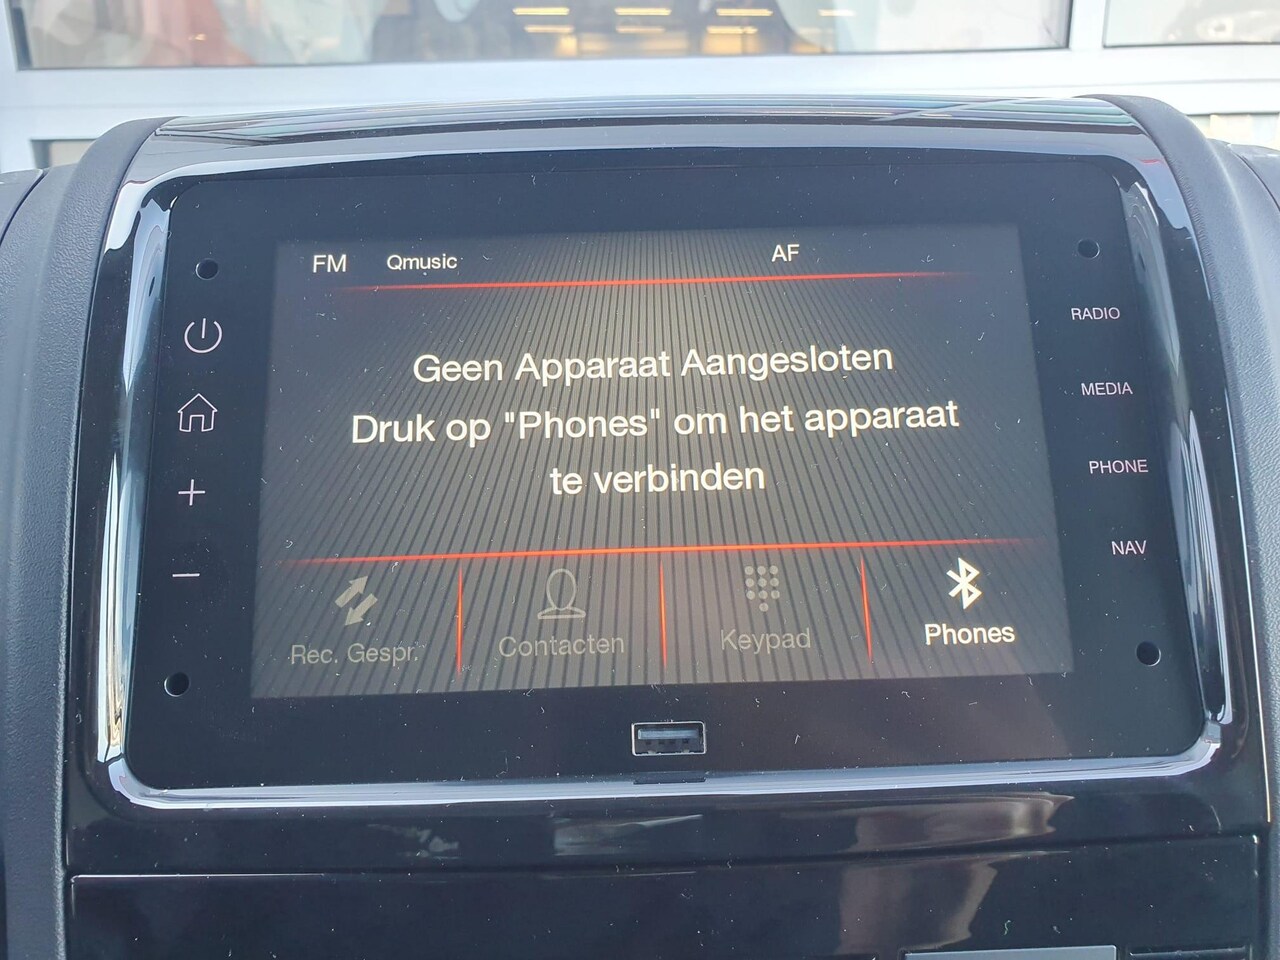 FM Qmusic AF
RADIO
MEDIA
PHONE
NAV
Geen Apparaat Aangesloten
Druk op "Phones" om het apparaat
te verbinden
Rec. Gespr. Contacten Keypad Phones